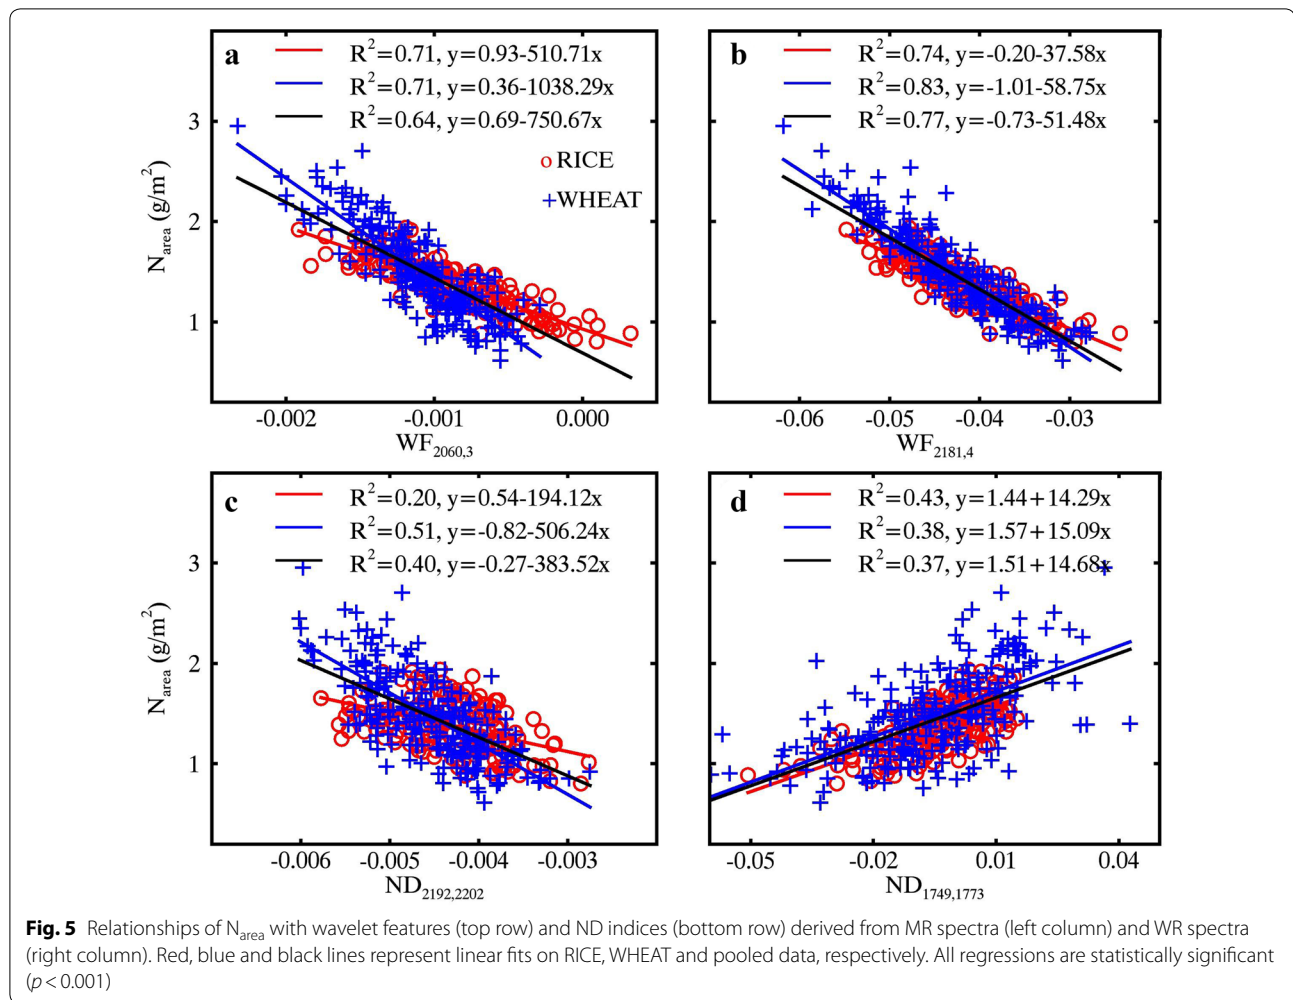 a
R²=0.71, y=0.93-510.71x
R²=0.71, y=0.36-1038.29x
R²=0.64, y=0.69-750.67x
RICE
WHEAT
3
2
1
N_area (g/m²)
-0.002 -0.001 0.000
WF_2060,3
b
R²=0.74, y=-0.20-37.58x
R²=0.83, y=-1.01-58.75x
R²=0.77, y=-0.73-51.48x
-0.06 -0.05 -0.04 -0.03
WF_2181,4
c
R²=0.20, y=0.54-194.12x
R²=0.51, y=-0.82-506.24x
R²=0.40, y=-0.27-383.52x
3
2
1
N_area (g/m²)
-0.006 -0.005 -0.004 -0.003
ND_2192,2202
d
R²=0.43, y=1.44+14.29x
R²=0.38, y=1.57+15.09x
R²=0.37, y=1.51+14.68x
-0.05 -0.02 0.01 0.04
ND_1749,1773
Fig. 5 Relationships of N_area with wavelet features (top row) and ND indices (bottom row) derived from MR spectra (left column) and WR spectra
(right column). Red, blue and black lines represent linear fits on RICE, WHEAT and pooled data, respectively. All regressions are statistically significant
(p < 0.001)